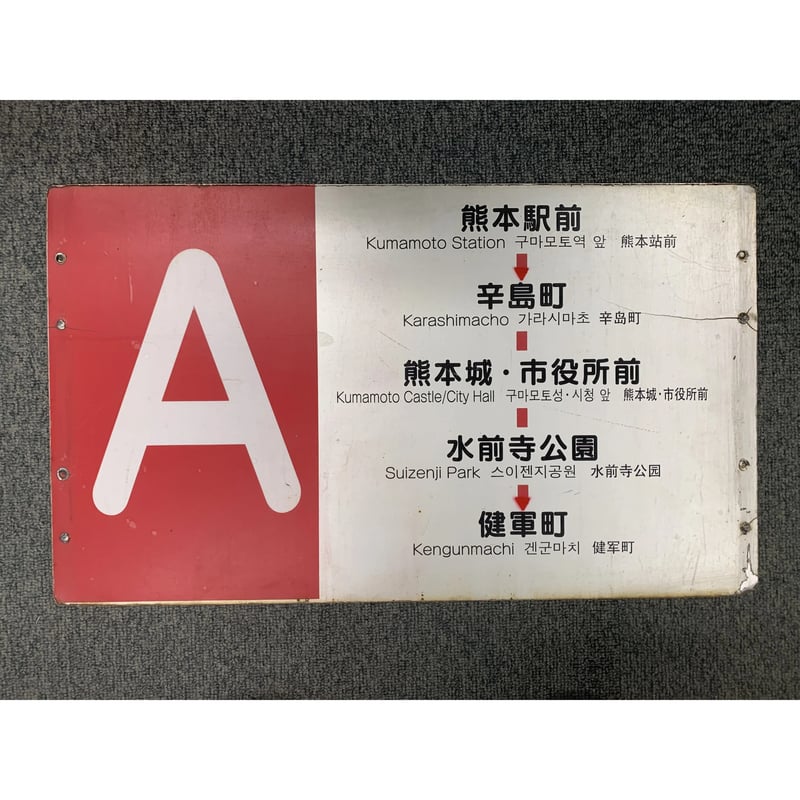 A
熊本駅前
Kumamoto Station 구마모토역 앞 熊本站前
辛島町
Karashimacho 가라시마초 辛岛町
熊本城・市役所前
Kumamoto Castle/City Hall 구마모토성・시청 앞 熊本城・市役所前
水前寺公園
Suizenji Park 스이젠지공원 水前寺公园
健軍町
Kengunmachi 겐군마치 健军町